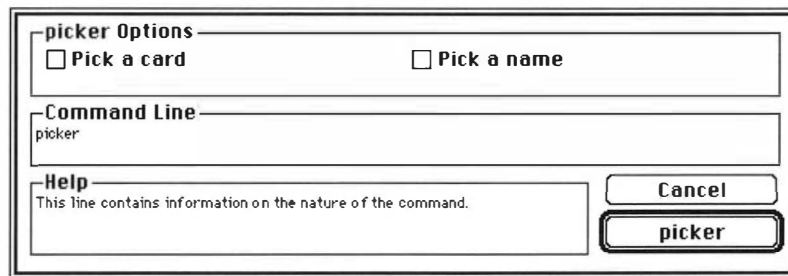 picker Options
Pick a card Pick a name
Command Line
picker
Help
This line contains information on the nature of the command.
Cancel
picker